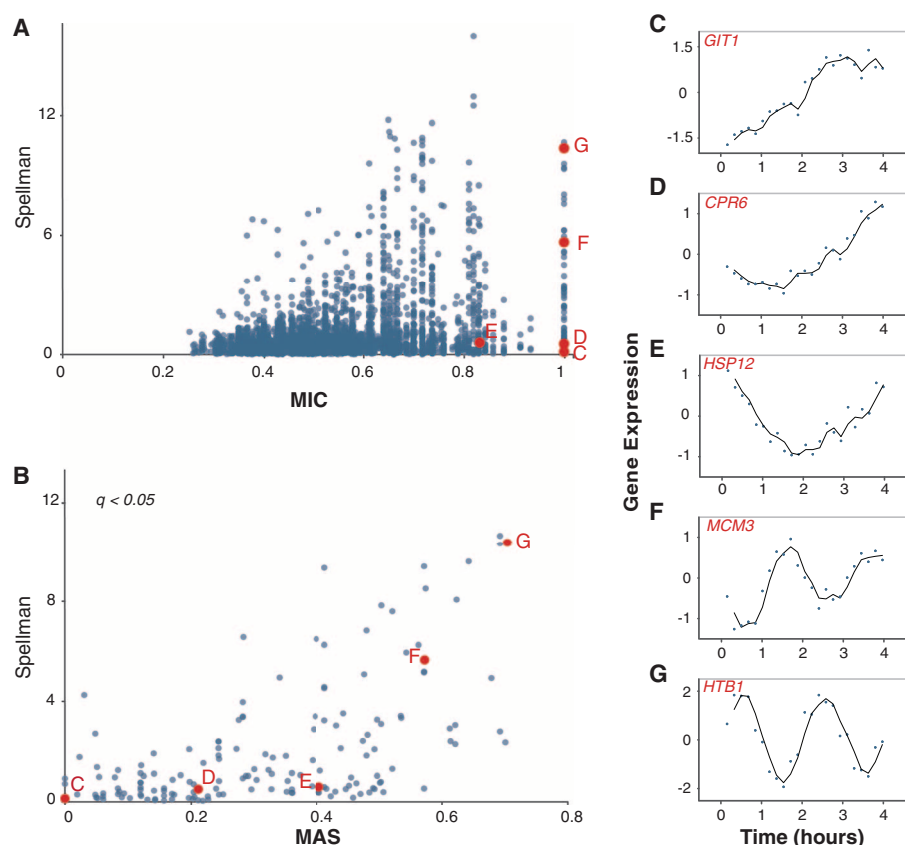 A
Spellman
12
6
0
G
F
E
D
C
0
0.2
0.4
0.6
0.8
1
MIC
B
q < 0.05
Spellman
12
8
4
0
G
F
E
D
C
0
0.2
0.4
0.6
0.8
MAS
Gene Expression
C
GIT1
1.5
0
-1.5
0 1 2 3 4
D
CPR6
1
0
-1
0 1 2 3 4
E
HSP12
1
0
-1
0 1 2 3 4
F
MCM3
1
0
-1
0 1 2 3 4
G
HTB1
2
0
-2
0 1 2 3 4
Time (hours)